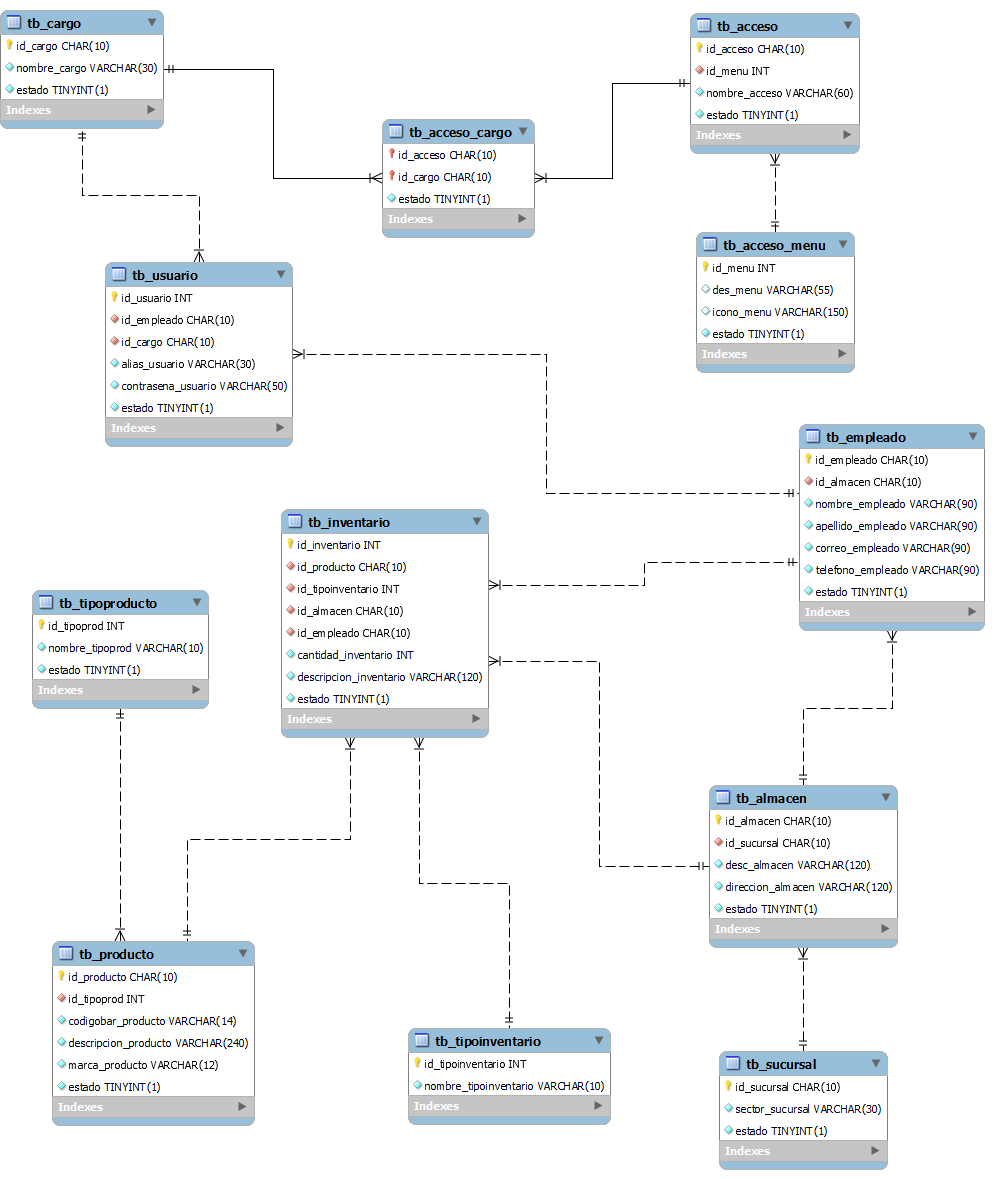 tb_cargo
id_cargo CHAR(10)
nombre_cargo VARCHAR(30)
estado TINYINT(1)
Indexes
tb_acceso
id_acceso CHAR(10)
id_menu INT
nombre_acceso VARCHAR(60)
estado TINYINT(1)
Indexes
tb_acceso_cargo
id_acceso CHAR(10)
id_cargo CHAR(10)
estado TINYINT(1)
Indexes
tb_acceso_menu
id_menu INT
des_menu VARCHAR(55)
icono_menu VARCHAR(150)
estado TINYINT(1)
Indexes
tb_usuario
id_usuario INT
id_empleado CHAR(10)
id_cargo CHAR(10)
alias_usuario VARCHAR(30)
contrasena_usuario VARCHAR(50)
estado TINYINT(1)
Indexes
tb_empleado
id_empleado CHAR(10)
id_almacen CHAR(10)
nombre_empleado VARCHAR(90)
apellido_empleado VARCHAR(90)
correo_empleado VARCHAR(90)
telefono_empleado VARCHAR(90)
estado TINYINT(1)
Indexes
tb_inventario
id_inventario INT
id_producto CHAR(10)
id_tipoinventario INT
id_almacen CHAR(10)
id_empleado CHAR(10)
cantidad_inventario INT
descripcion_inventario VARCHAR(120)
estado TINYINT(1)
Indexes
tb_tipoproducto
id_tipoprod INT
nombre_tipoprod VARCHAR(10)
estado TINYINT(1)
Indexes
tb_almacen
id_almacen CHAR(10)
id_sucursal CHAR(10)
desc_almacen VARCHAR(120)
direccion_almacen VARCHAR(120)
estado TINYINT(1)
Indexes
tb_producto
id_producto CHAR(10)
id_tipoprod INT
codigobar_producto VARCHAR(14)
descripcion_producto VARCHAR(240)
marca_producto VARCHAR(12)
estado TINYINT(1)
Indexes
tb_tipoinventario
id_tipoinventario INT
nombre_tipoinventario VARCHAR(10)
Indexes
tb_sucursal
id_sucursal CHAR(10)
sector_sucursal VARCHAR(30)
estado TINYINT(1)
Indexes